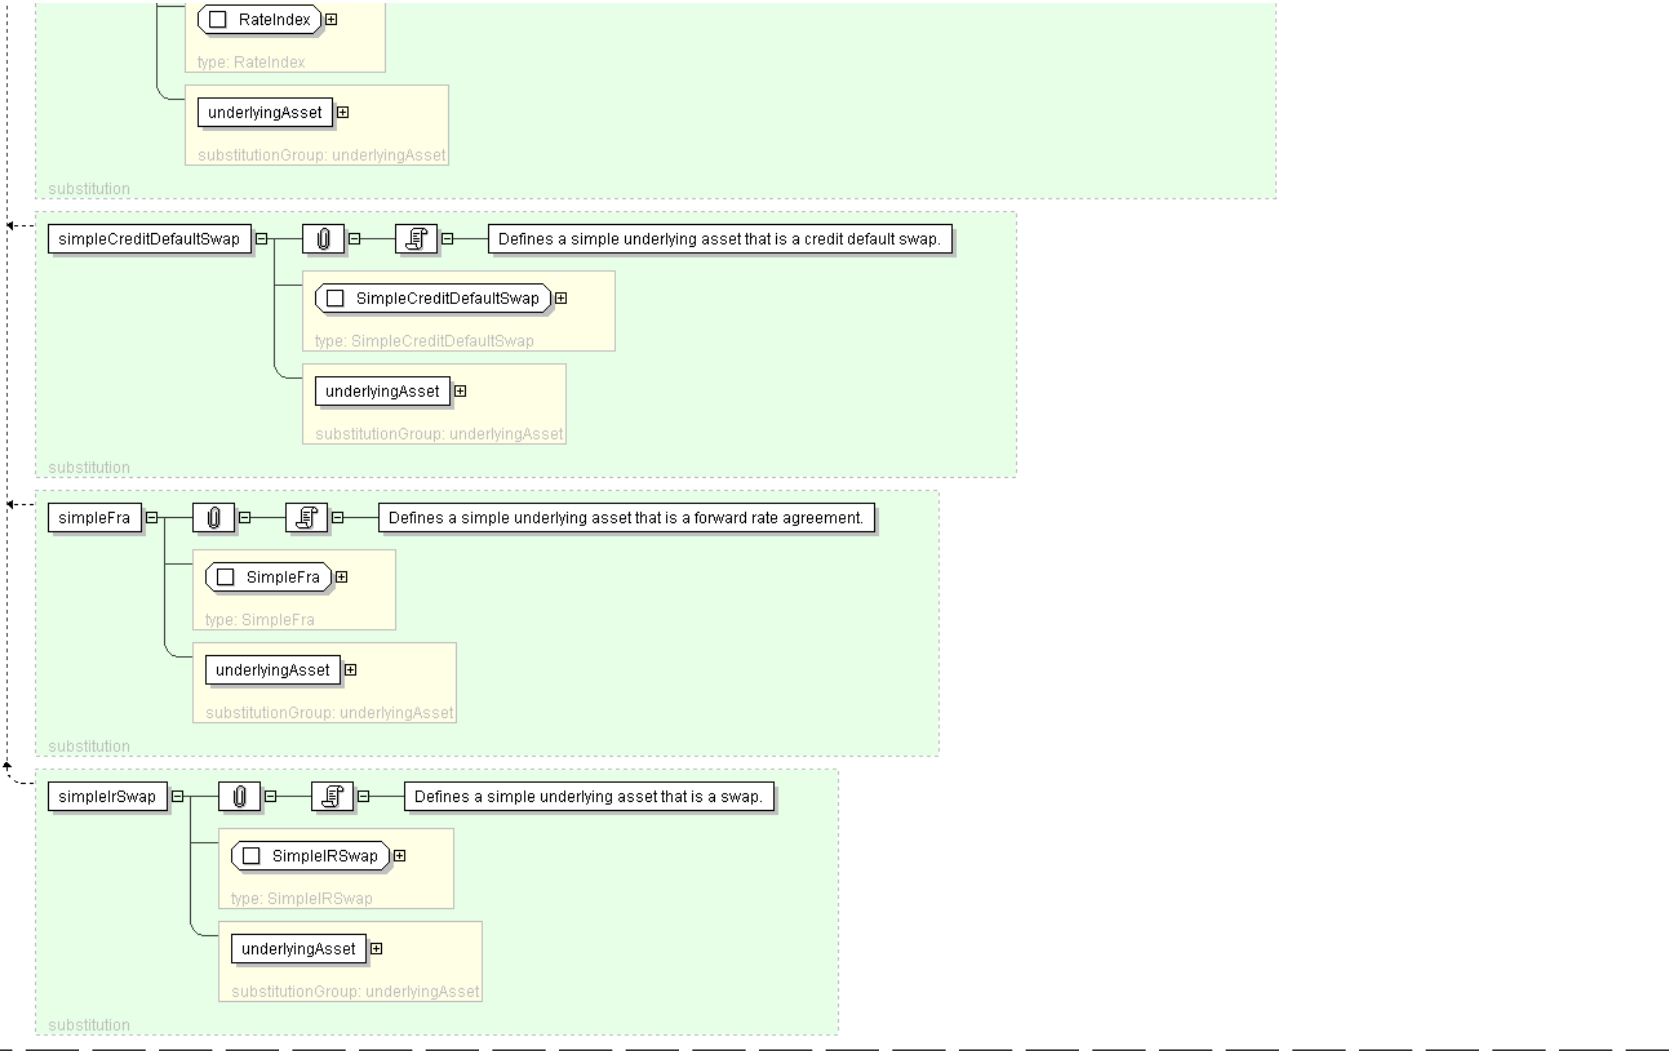 RateIndex
type: RateIndex
underlyingAsset
substitutionGroup: underlyingAsset
substitution
simpleCreditDefaultSwap
Defines a simple underlying asset that is a credit default swap.
SimpleCreditDefaultSwap
type: SimpleCreditDefaultSwap
underlyingAsset
substitutionGroup: underlyingAsset
substitution
simpleFra
Defines a simple underlying asset that is a forward rate agreement.
SimpleFra
type: SimpleFra
underlyingAsset
substitutionGroup: underlyingAsset
substitution
simpleIrSwap
Defines a simple underlying asset that is a swap.
SimpleIRSwap
type: SimpleIRSwap
underlyingAsset
substitutionGroup: underlyingAsset
substitution